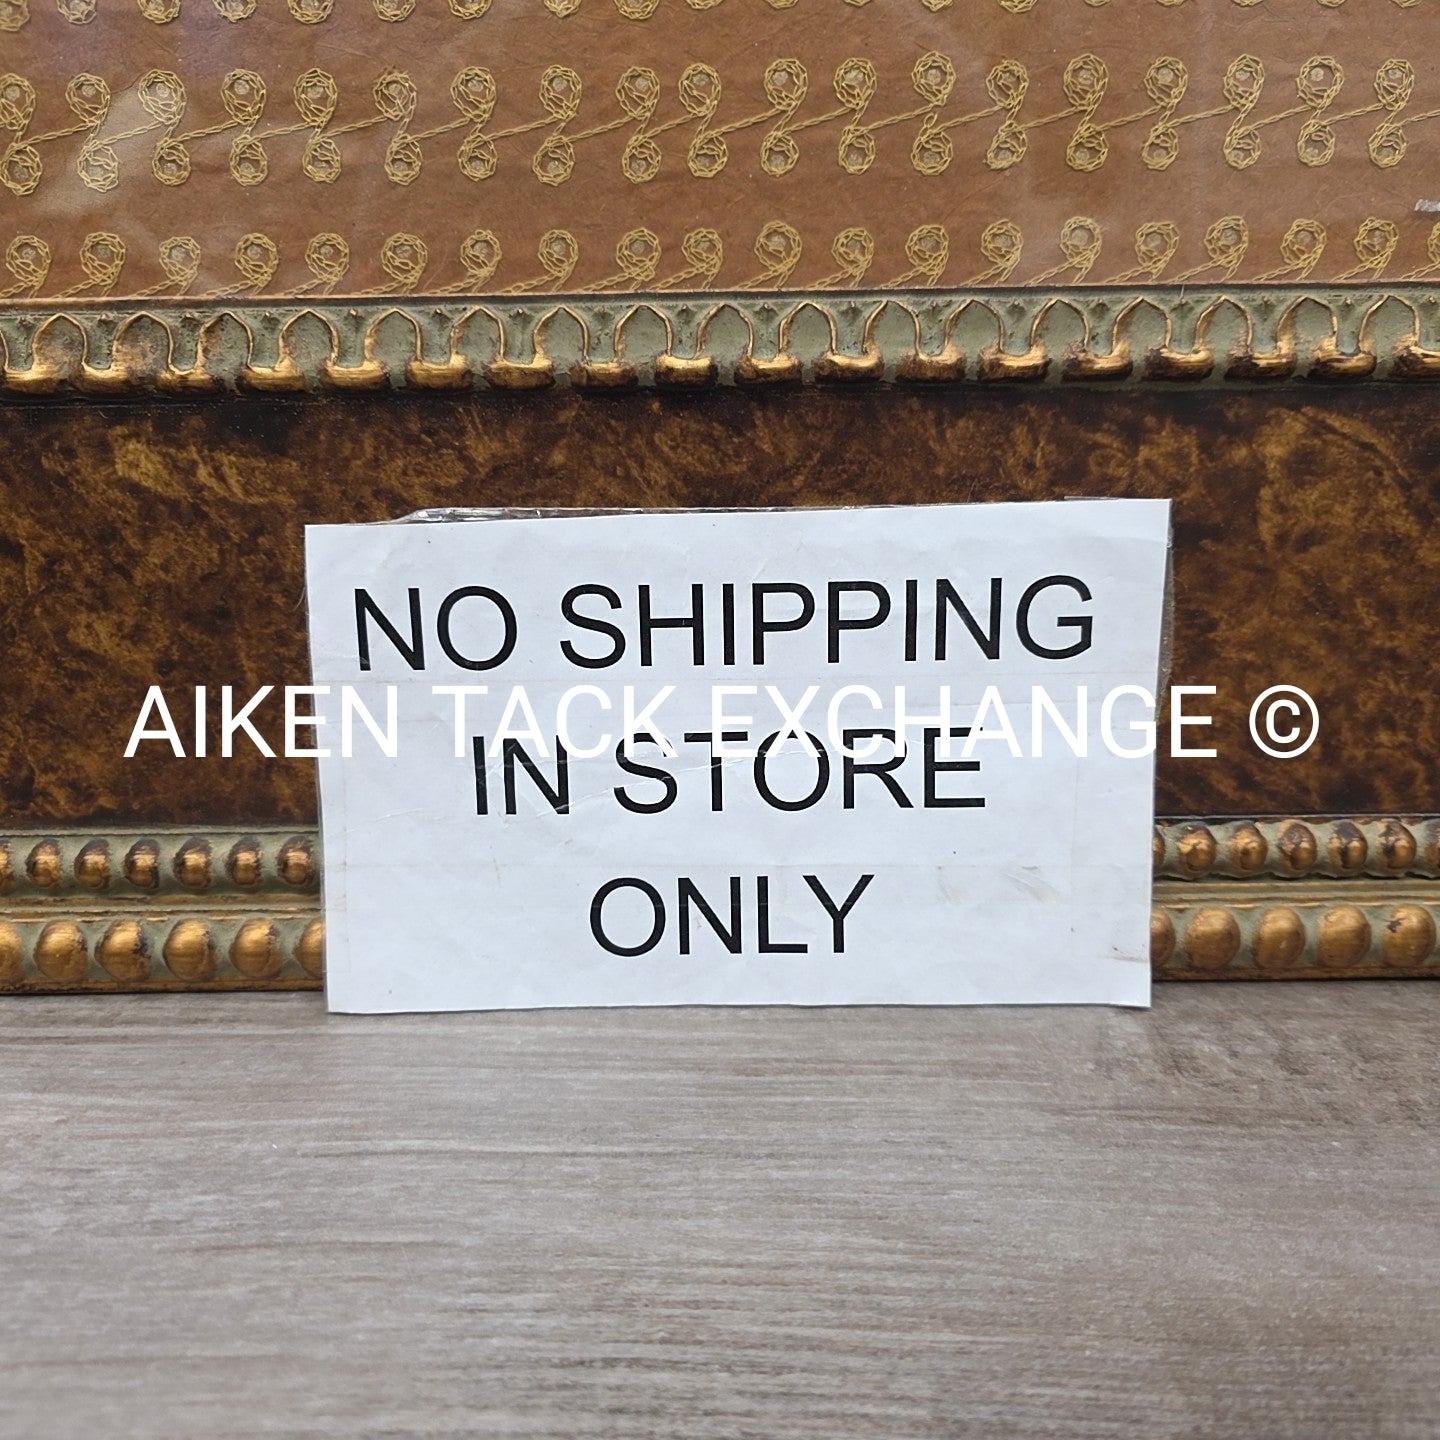 NO SHIPPING
AIKEN TACK EXCHANGE ©
IN STORE
ONLY